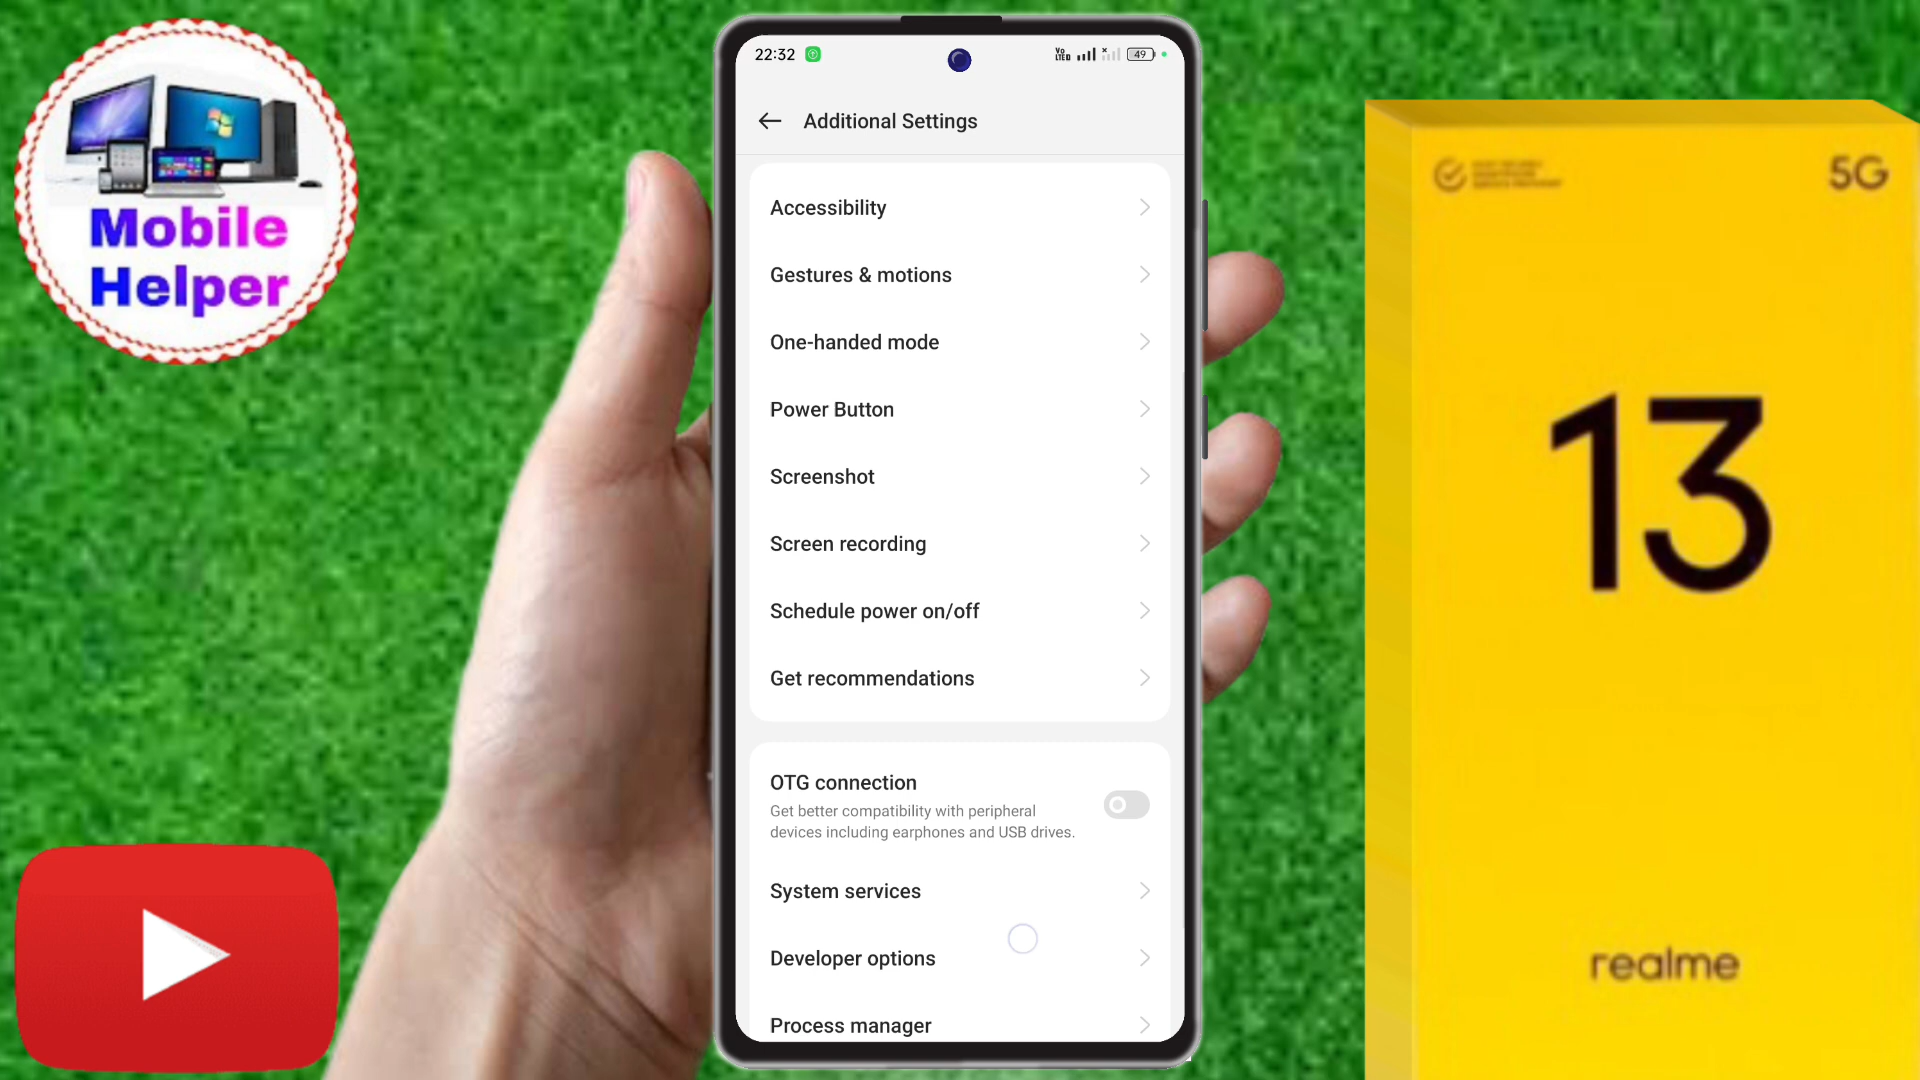 Mobile
Helper
22:32
Vo
LTE
49
Additional Settings
Accessibility
Gestures & motions
One-handed mode
Power Button
Screenshot
Screen recording
Schedule power on/off
Get recommendations
OTG connection
Get better compatibility with peripheral
devices including earphones and USB drives.
System services
Developer options
Process manager
5G
13
realme